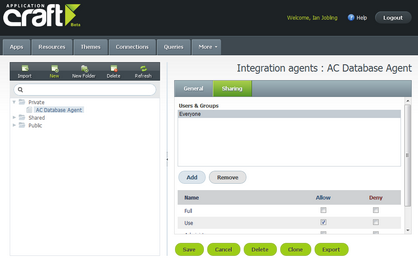 APPLICATION
CRAFT
Beta
Welcome, Ian Jobling
? Help
Logout
Apps
Resources
Themes
Connections
Queries
More
Import
New
New Folder
Delete
Refresh
Private
AC Database Agent
Shared
Public
Integration agents : AC Database Agent
General
Sharing
Users & Groups
Everyone
Add
Remove
Name
Allow
Deny
Full
Use
Save
Cancel
Delete
Clone
Export